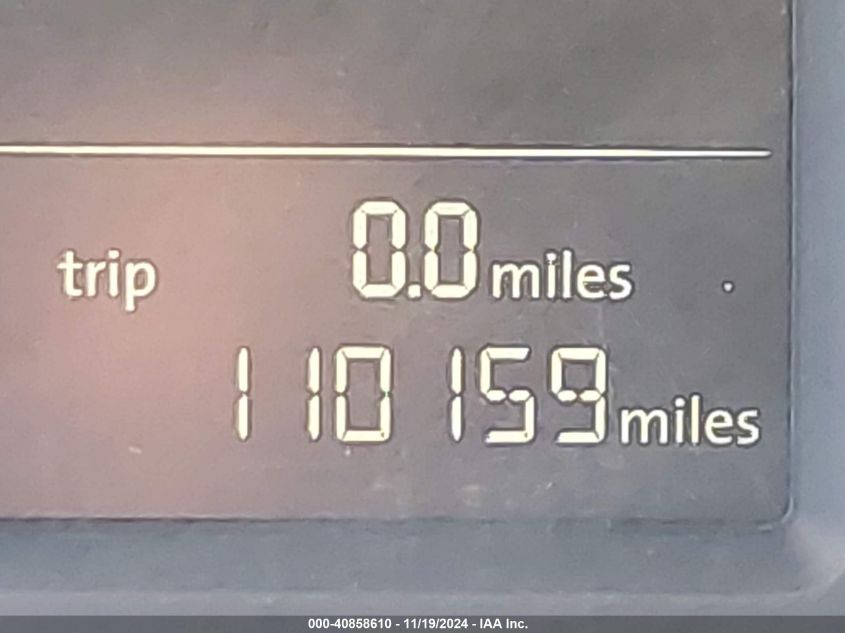 trip 0.0 miles
110159 miles
000-40858610 - 11/19/2024 - IAA Inc.